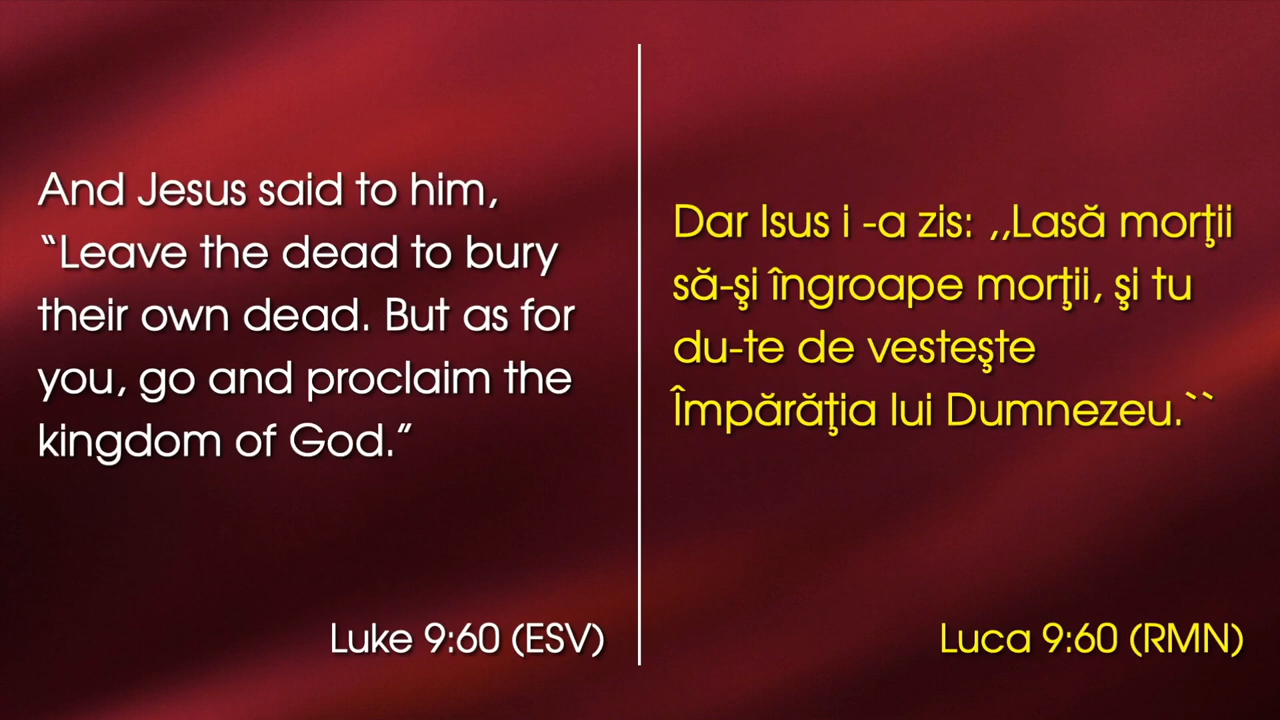 And Jesus said to him,
“Leave the dead to bury
their own dead. But as for
you, go and proclaim the
kingdom of God.”
Luke 9:60 (ESV)
Dar Isus i -a zis: ,,Lasă morţii
să-şi îngroape morţii, şi tu
du-te de vesteşte
Împărăţia lui Dumnezeu.``
Luca 9:60 (RMN)